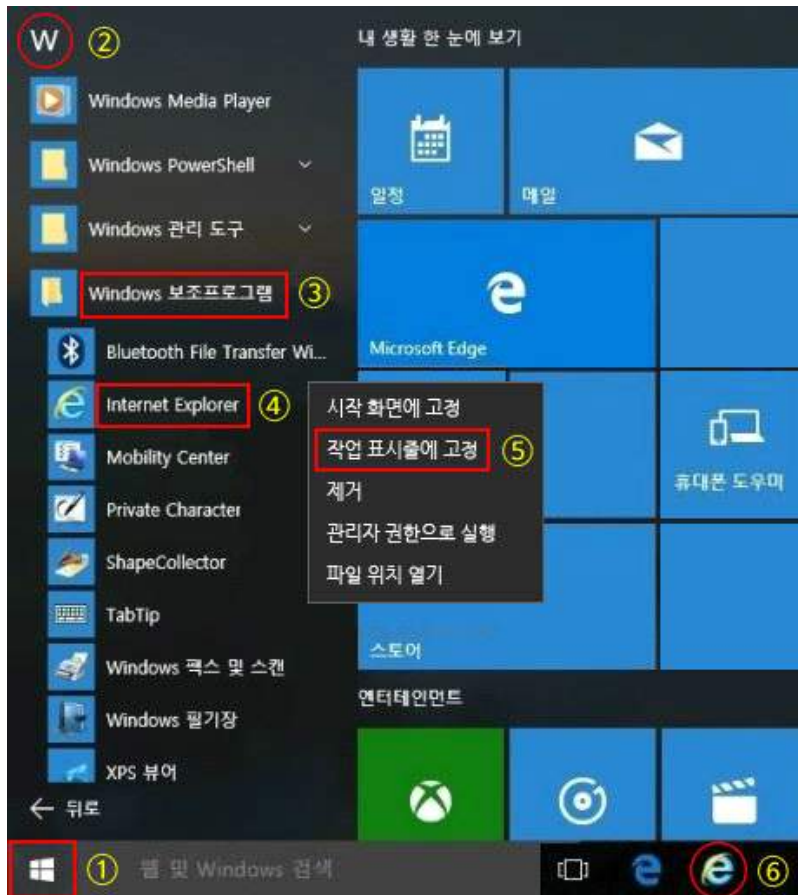 W ②
내 생활 한 눈에 보기
Windows Media Player
Windows PowerShell
일정
메일
Windows 관리 도구
Windows 보조프로그램 ③
Bluetooth File Transfer Wi...
Microsoft Edge
Internet Explorer ④
시작 화면에 고정
작업 표시줄에 고정 ⑤
Mobility Center
제거
휴대폰 도우미
Private Character
관리자 권한으로 실행
ShapeCollector
파일 위치 열기
TabTip
스토어
Windows 팩스 및 스캔
엔터테인먼트
Windows 필기장
XPS 뷰어
뒤로
① 웹 및 Windows 검색 ⑥